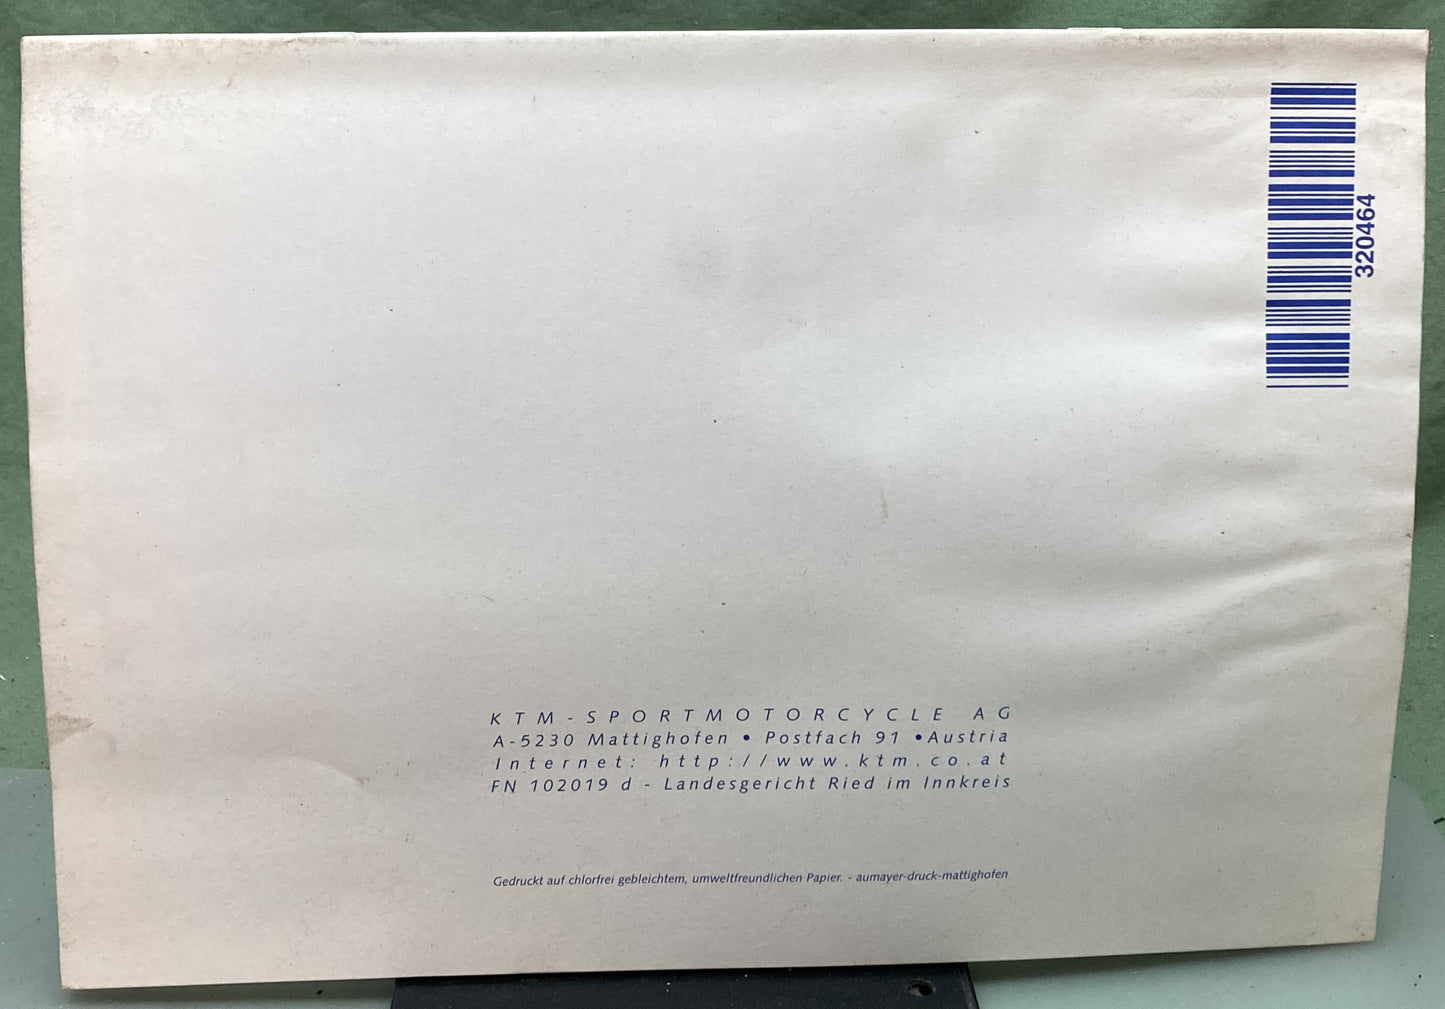 320464
KTM-SPORTMOTORCYCLE AG
A-5230 Mattighofen • Postfach 91 •Austria
Internet: http://www.ktm.co.at
FN 102019 d - Landesgericht Ried im Innkreis
Gedruckt auf chlorfrei gebleichtem, umweltfreundlichen Papier. - aumayer-druck-mattighofen